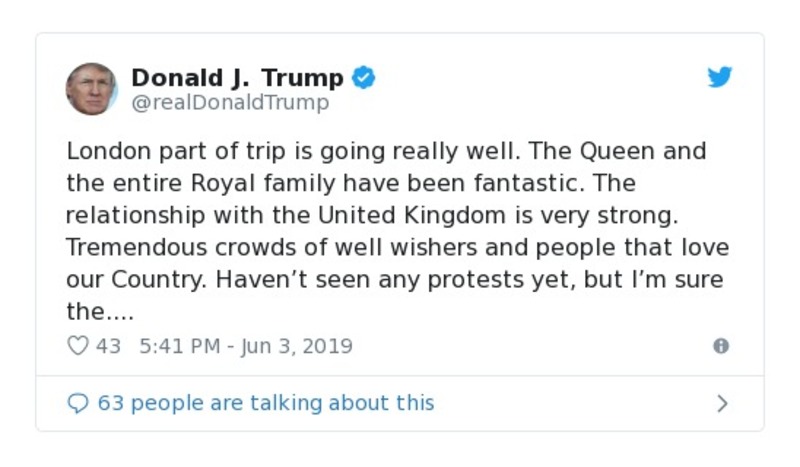 Donald J. Trump
@realDonaldTrump
London part of trip is going really well. The Queen and
the entire Royal family have been fantastic. The
relationship with the United Kingdom is very strong.
Tremendous crowds of well wishers and people that love
our Country. Haven’t seen any protests yet, but I’m sure
the....
43 5:41 PM - Jun 3, 2019
63 people are talking about this